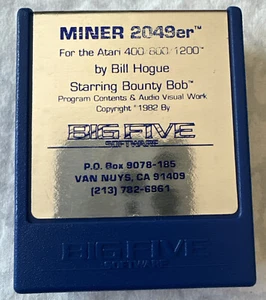 MINER 2049er™
For the Atari 400/800/1200™
by Bill Hogue
Starring Bounty Bob™
Program Contents & Audio Visual Work
Copyright ©1982 By
BIG FIVE
SOFTWARE
P.O. Box 9078-185
VAN NUYS, CA 91409
(213) 782-6861
BIG FIVE
SOFTWARE